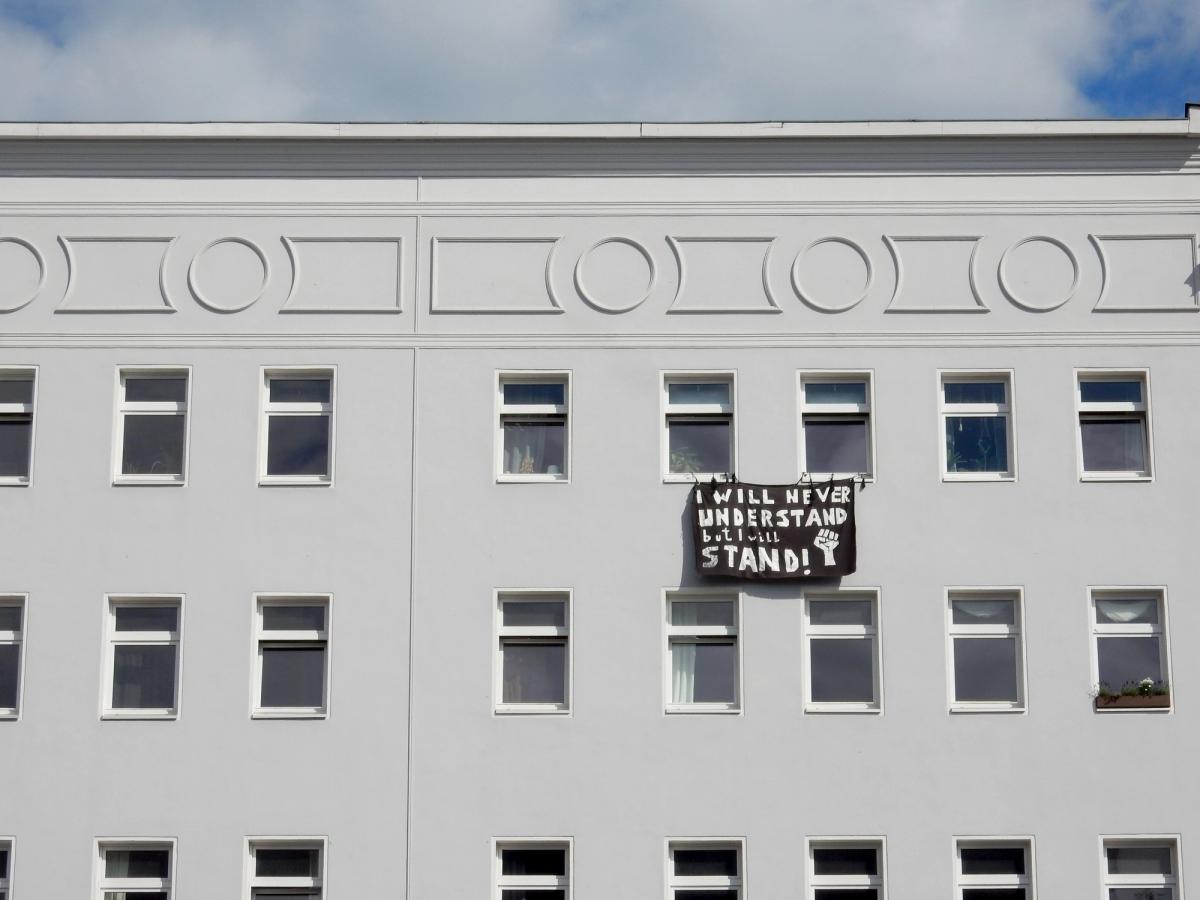 I WILL NEVER
UNDERSTAND
but I will
STAND!